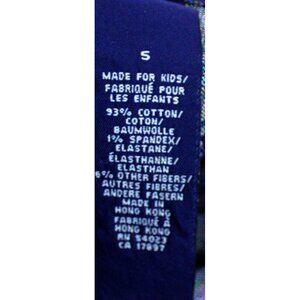 S
MADE FOR KIDS/
FABRIQUÉ POUR
LES ENFANTS
93% COTTON/
COTON/
BAUMWOLLE
1% SPANDEX/
ELASTANE/
ÉLASTHANNE/
ELASTHAN
6% OTHER FIBERS/
AUTRES FIBRES/
ANDERE FASERN
MADE IN
HONG KONG
FABRIQUÉ À
HONG KONG
RN 54023
CA 17897